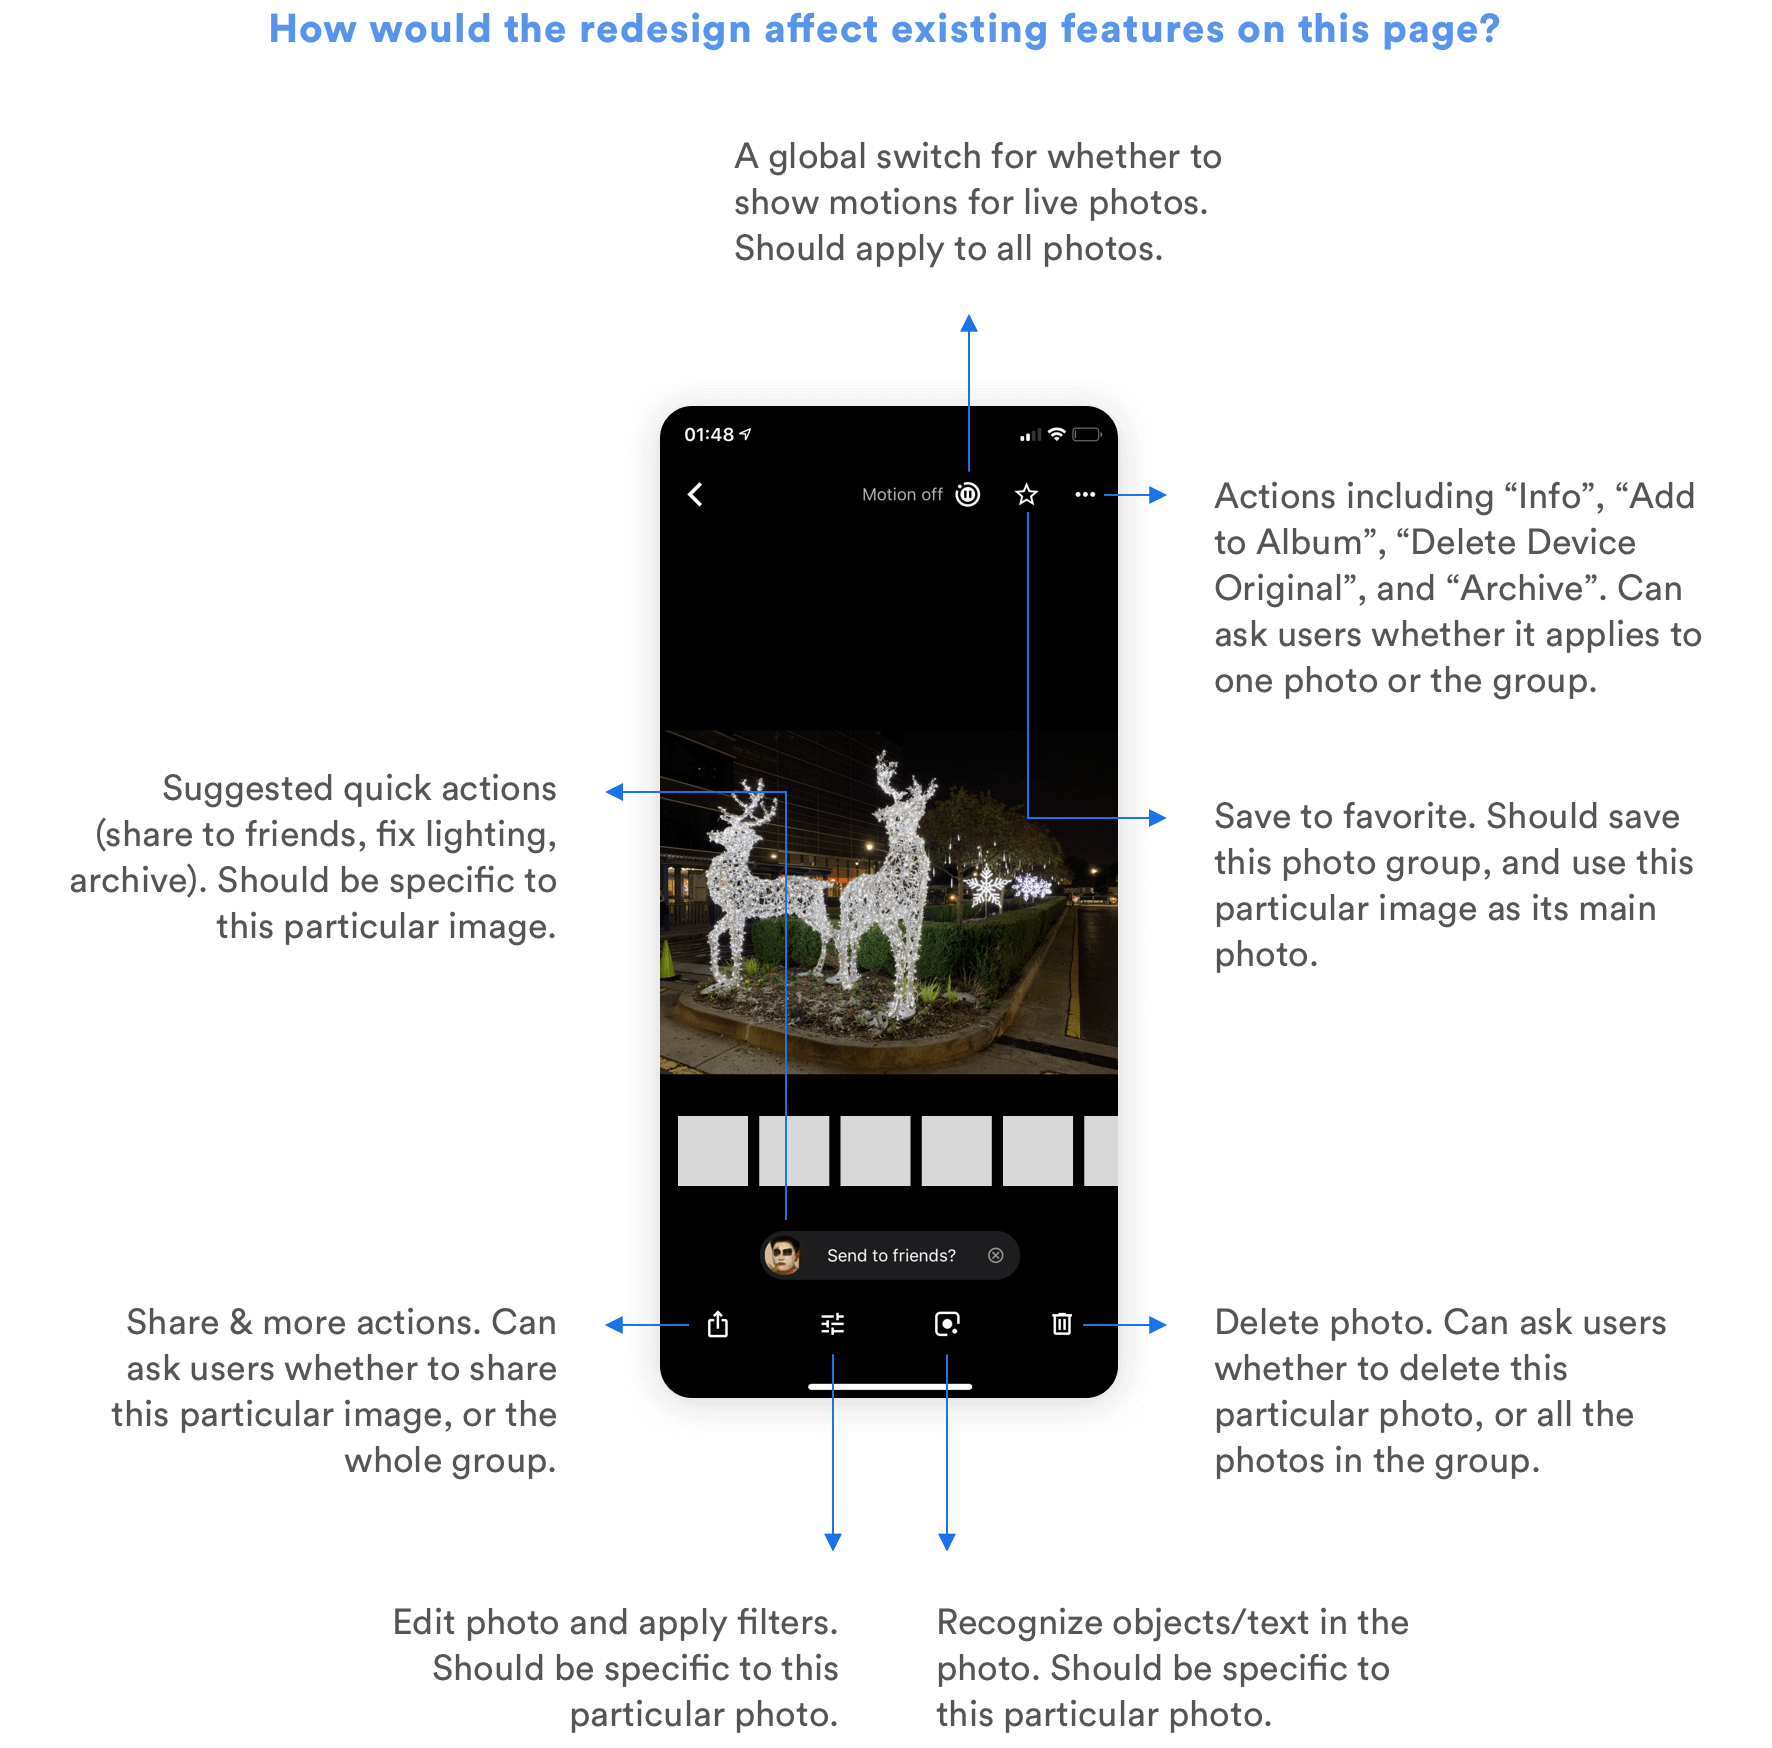 How would the redesign affect existing features on this page?
A global switch for whether to
show motions for live photos.
Should apply to all photos.
01:48
Motion off
Actions including “Info”, “Add
to Album”, “Delete Device
Original”, and “Archive”. Can
ask users whether it applies to
one photo or the group.
Suggested quick actions
(share to friends, fix lighting,
archive). Should be specific to
this particular image.
Save to favorite. Should save
this photo group, and use this
particular image as its main
photo.
Send to friends?
Share & more actions. Can
ask users whether to share
this particular image, or the
whole group.
Delete photo. Can ask users
whether to delete this
particular photo, or all the
photos in the group.
Edit photo and apply filters.
Should be specific to this
particular photo.
Recognize objects/text in the
photo. Should be specific to
this particular photo.